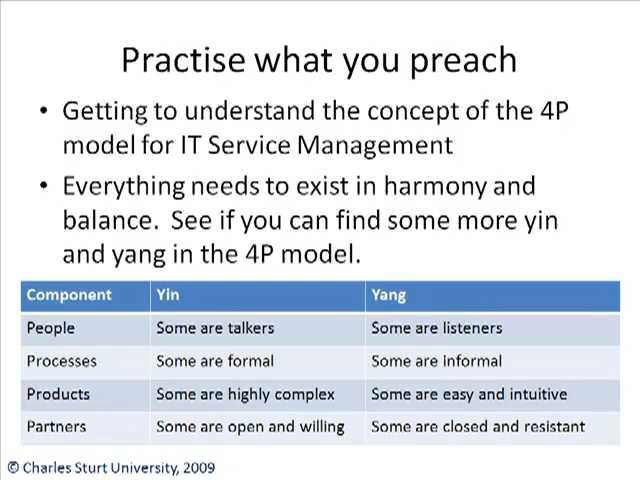 Practise what you preach
• Getting to understand the concept of the 4P
model for IT Service Management
• Everything needs to exist in harmony and
balance. See if you can find some more yin
and yang in the 4P model.
Component Yin Yang
People Some are talkers Some are listeners
Processes Some are formal Some are informal
Products Some are highly complex Some are easy and intuitive
Partners Some are open and willing Some are closed and resistant
© Charles Sturt University, 2009